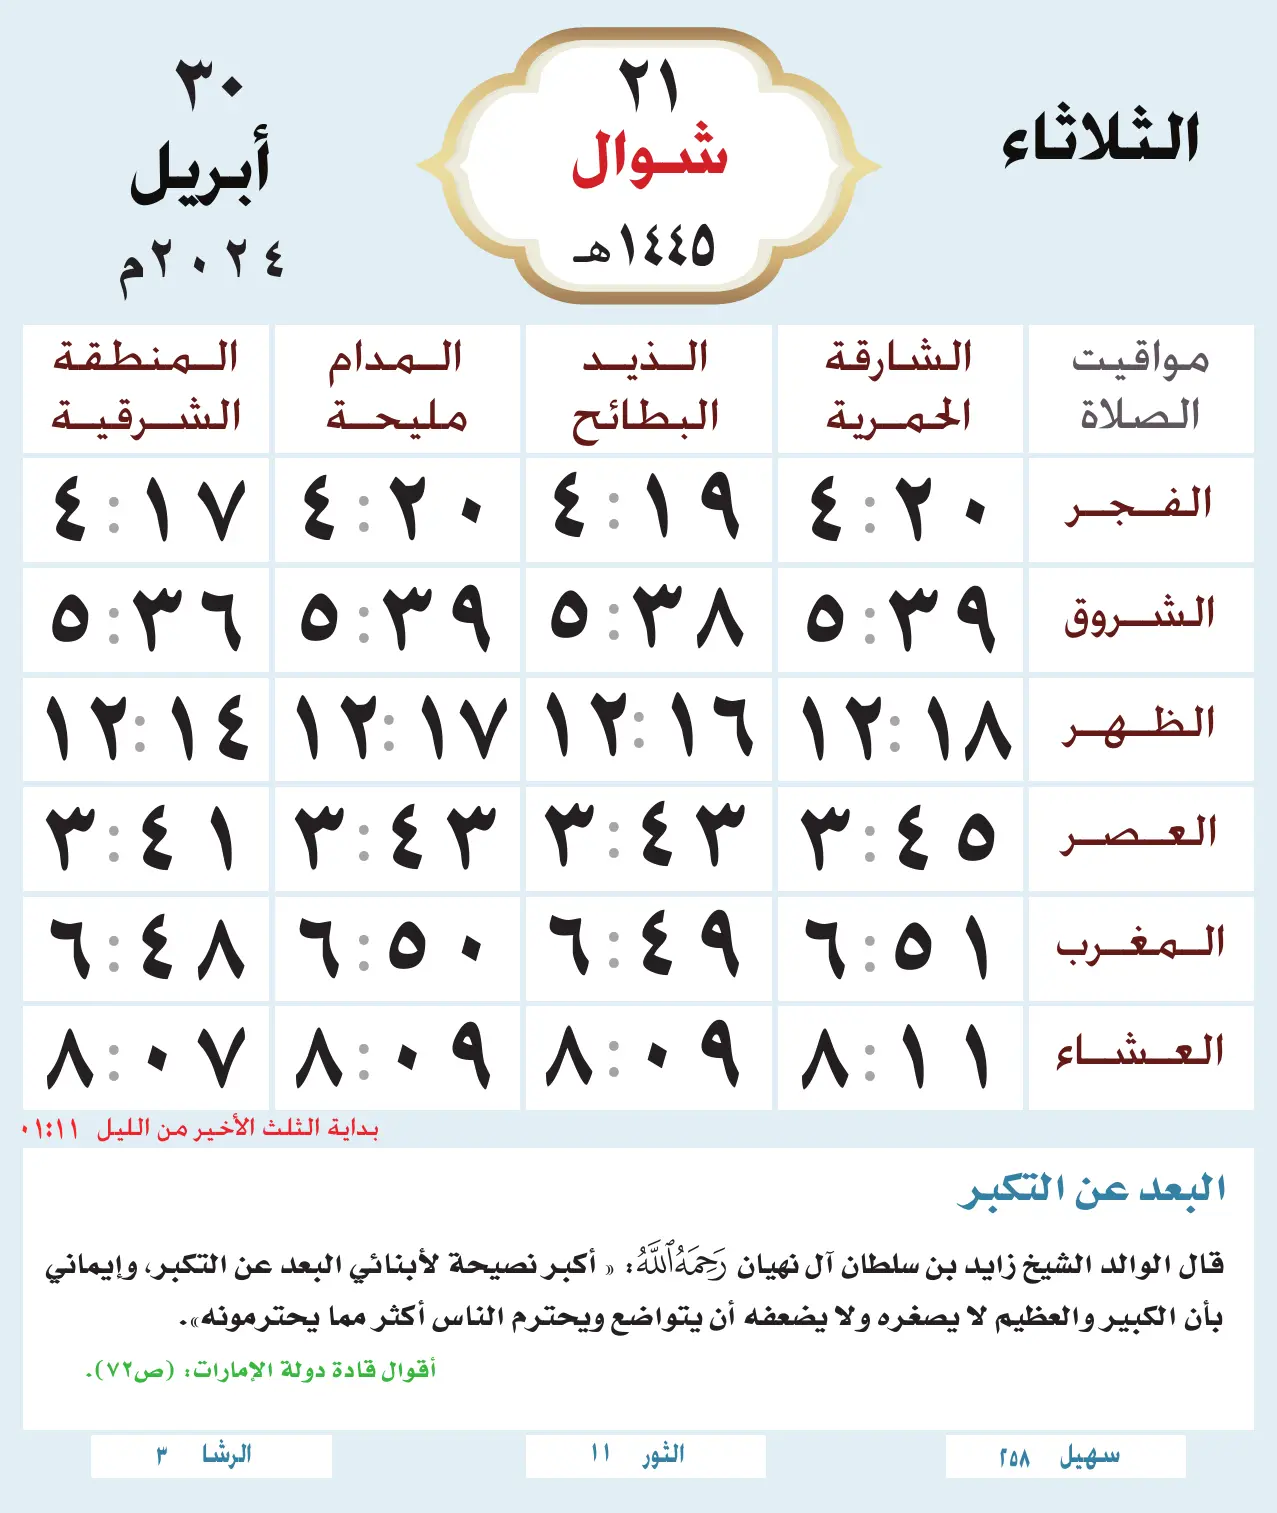 الثلاثاء
٢١
شوال
١٤٤٥هـ
٣٠
أبريل
٢٠٢٤م
مواقيت الصلاة
الشارقة الحمرية
الذيد البطائح
المدام مليحة
المنطقة الشرقية
الفجر ٤:٢٠ ٤:١٩ ٤:٢٠ ٤:١٧
الشروق ٥:٣٩ ٥:٣٨ ٥:٣٩ ٥:٣٦
الظهر ١٢:١٨ ١٢:١٦ ١٢:١٧ ١٢:١٤
العصر ٣:٤٥ ٣:٤٣ ٣:٤٣ ٣:٤١
المغرب ٦:٥١ ٦:٤٩ ٦:٥٠ ٦:٤٨
العشاء ٨:١١ ٨:٠٩ ٨:٠٩ ٨:٠٧
بداية الثلث الأخير من الليل ٠١:١١
البعد عن التكبر
قال الوالد الشيخ زايد بن سلطان آل نهيان رَحِمَهُ ٱللَّهُ: « أكبر نصيحة لأبنائي البعد عن التكبر، وإيماني
بأن الكبير والعظيم لا يصغره ولا يضعفه أن يتواضع ويحترم الناس أكثر مما يحترمونه».
أقوال قادة دولة الإمارات: (ص٧٢).
سهيل ٢٥٨
الثور ١١
الرشا ٣